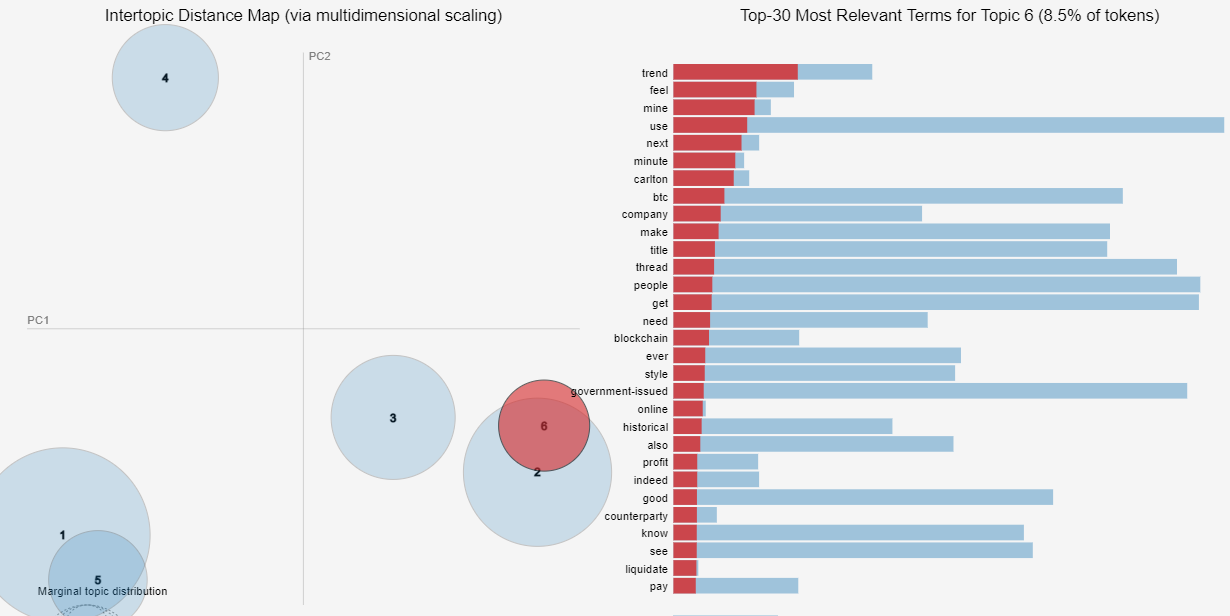 Intertopic Distance Map (via multidimensional scaling)
PC2
4
PC1
3
6
2
1
5
Marginal topic distribution
Top-30 Most Relevant Terms for Topic 6 (8.5% of tokens)
trend
feel
mine
use
next
minute
carlton
btc
company
make
title
thread
people
get
need
blockchain
ever
style
government-issued
online
historical
also
profit
indeed
good
counterparty
know
see
liquidate
pay